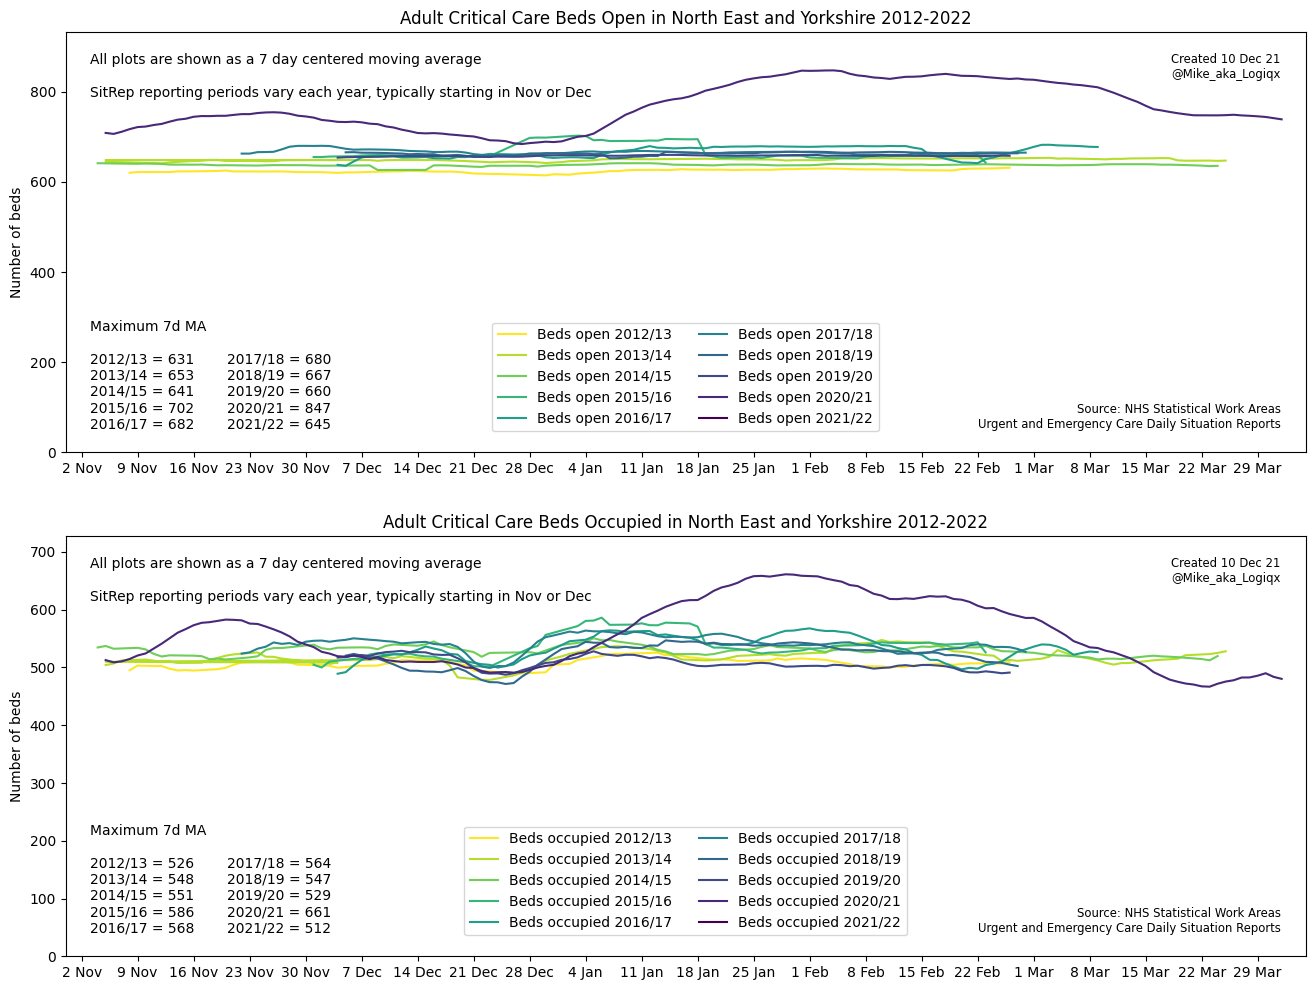 Adult Critical Care Beds Open in North East and Yorkshire 2012-2022
All plots are shown as a 7 day centered moving average
Created 10 Dec 21
@Mike_aka_Logiqx
SitRep reporting periods vary each year, typically starting in Nov or Dec
800
600
400
200
0
Number of beds
Maximum 7d MA
2012/13 = 631 2017/18 = 680
2013/14 = 653 2018/19 = 667
2014/15 = 641 2019/20 = 660
2015/16 = 702 2020/21 = 847
2016/17 = 682 2021/22 = 645
Beds open 2012/13 Beds open 2017/18
Beds open 2013/14 Beds open 2018/19
Beds open 2014/15 Beds open 2019/20
Beds open 2015/16 Beds open 2020/21
Beds open 2016/17 Beds open 2021/22
Source: NHS Statistical Work Areas
Urgent and Emergency Care Daily Situation Reports
2 Nov 9 Nov 16 Nov 23 Nov 30 Nov 7 Dec 14 Dec 21 Dec 28 Dec 4 Jan 11 Jan 18 Jan 25 Jan 1 Feb 8 Feb 15 Feb 22 Feb 1 Mar 8 Mar 15 Mar 22 Mar 29 Mar
Adult Critical Care Beds Occupied in North East and Yorkshire 2012-2022
All plots are shown as a 7 day centered moving average
Created 10 Dec 21
@Mike_aka_Logiqx
SitRep reporting periods vary each year, typically starting in Nov or Dec
700
600
500
400
300
200
100
0
Number of beds
Maximum 7d MA
2012/13 = 526 2017/18 = 564
2013/14 = 548 2018/19 = 547
2014/15 = 551 2019/20 = 529
2015/16 = 586 2020/21 = 661
2016/17 = 568 2021/22 = 512
Beds occupied 2012/13 Beds occupied 2017/18
Beds occupied 2013/14 Beds occupied 2018/19
Beds occupied 2014/15 Beds occupied 2019/20
Beds occupied 2015/16 Beds occupied 2020/21
Beds occupied 2016/17 Beds occupied 2021/22
Source: NHS Statistical Work Areas
Urgent and Emergency Care Daily Situation Reports
2 Nov 9 Nov 16 Nov 23 Nov 30 Nov 7 Dec 14 Dec 21 Dec 28 Dec 4 Jan 11 Jan 18 Jan 25 Jan 1 Feb 8 Feb 15 Feb 22 Feb 1 Mar 8 Mar 15 Mar 22 Mar 29 Mar